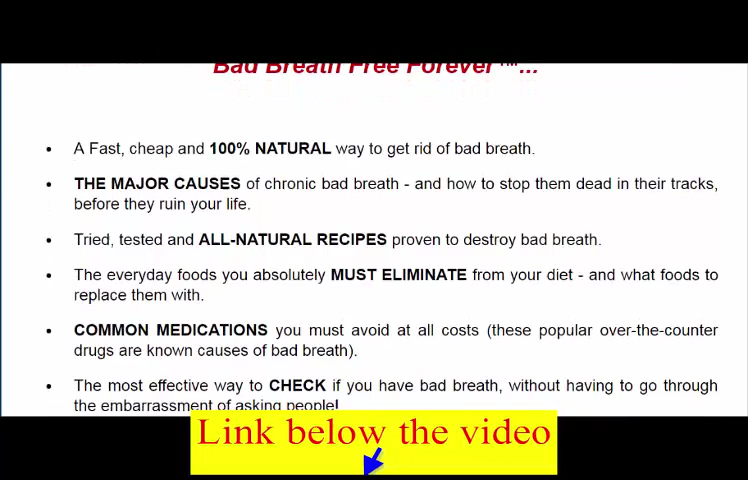 Bad Breath Free Forever™...
• A Fast, cheap and 100% NATURAL way to get rid of bad breath.
• THE MAJOR CAUSES of chronic bad breath - and how to stop them dead in their tracks,
before they ruin your life.
• Tried, tested and ALL-NATURAL RECIPES proven to destroy bad breath.
• The everyday foods you absolutely MUST ELIMINATE from your diet - and what foods to
replace them with.
• COMMON MEDICATIONS you must avoid at all costs (these popular over-the-counter
drugs are known causes of bad breath).
• The most effective way to CHECK if you have bad breath, without having to go through
the embarrassment of asking people!
Link below the video